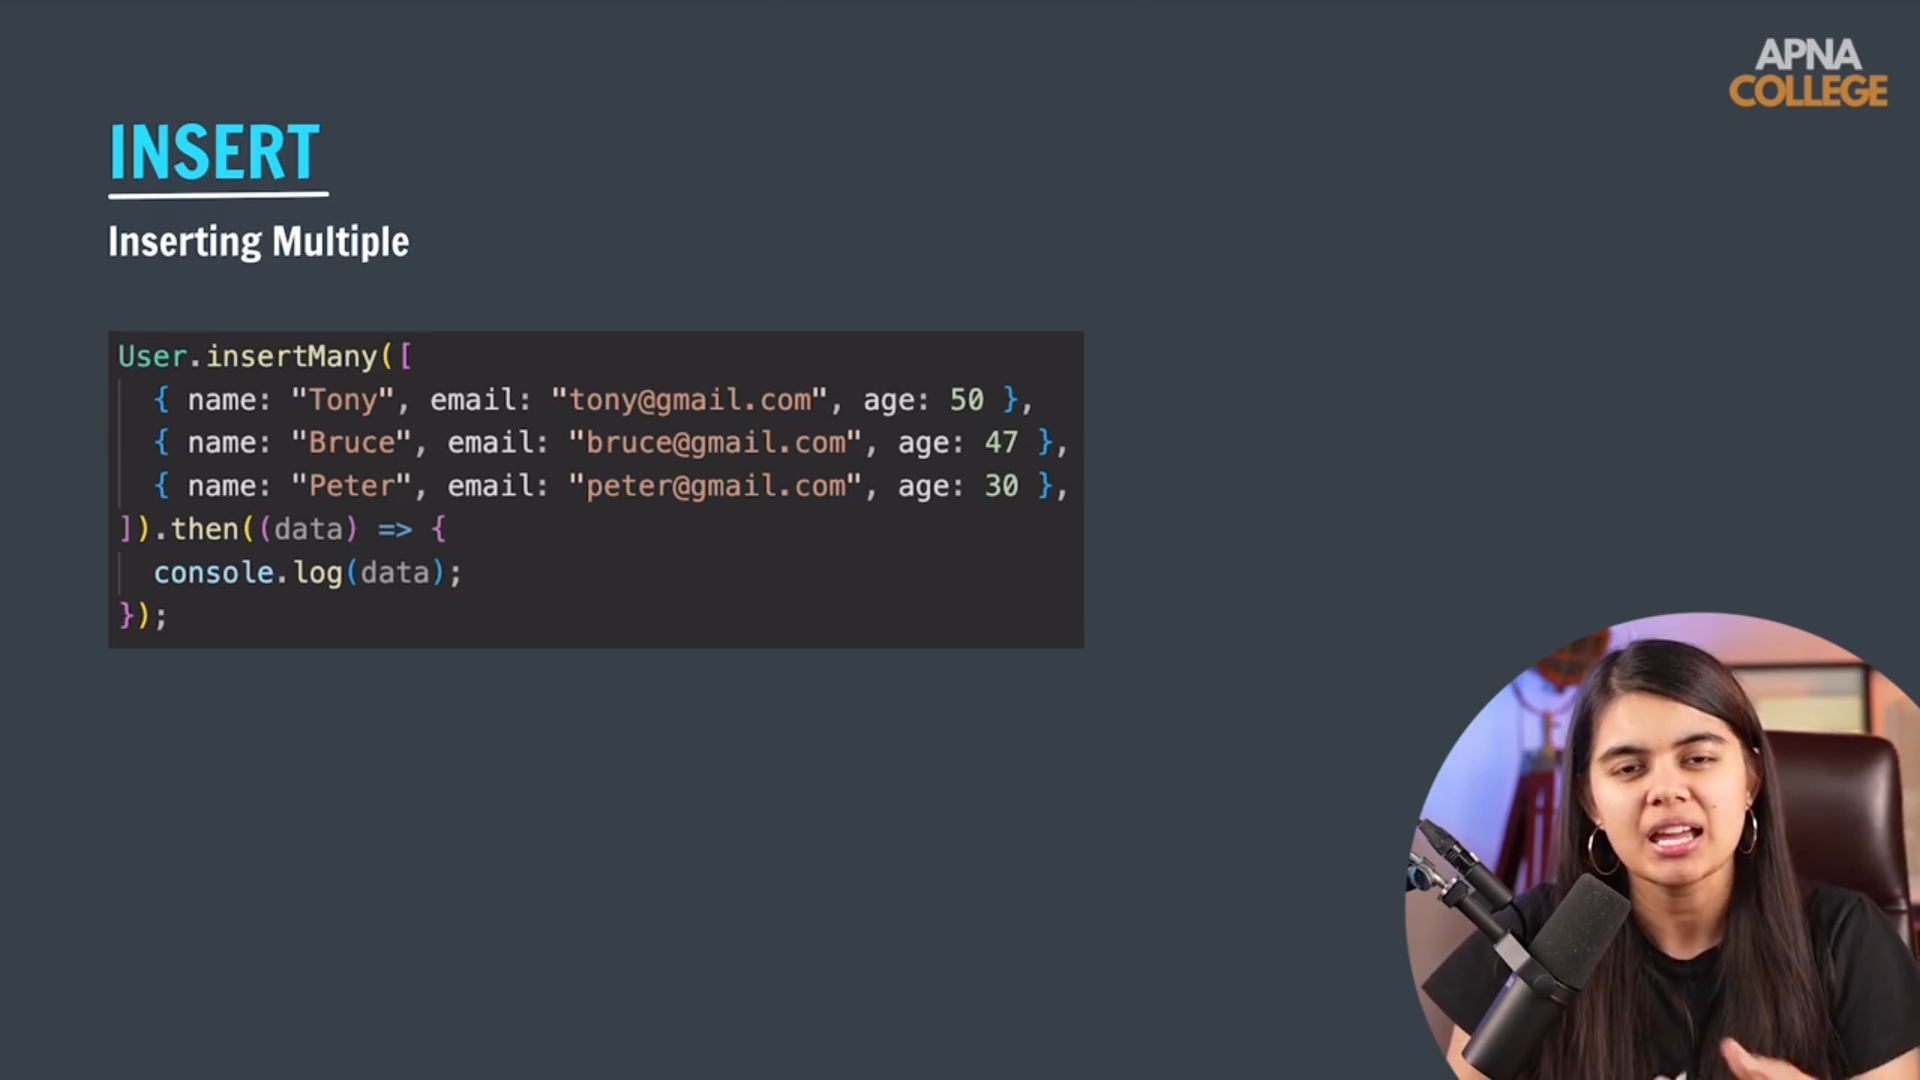 APNA
COLLEGE
INSERT
Inserting Multiple
User.insertMany([
  { name: "Tony", email: "tony@gmail.com", age: 50 },
  { name: "Bruce", email: "bruce@gmail.com", age: 47 },
  { name: "Peter", email: "peter@gmail.com", age: 30 },
]).then((data) => {
  console.log(data);
});